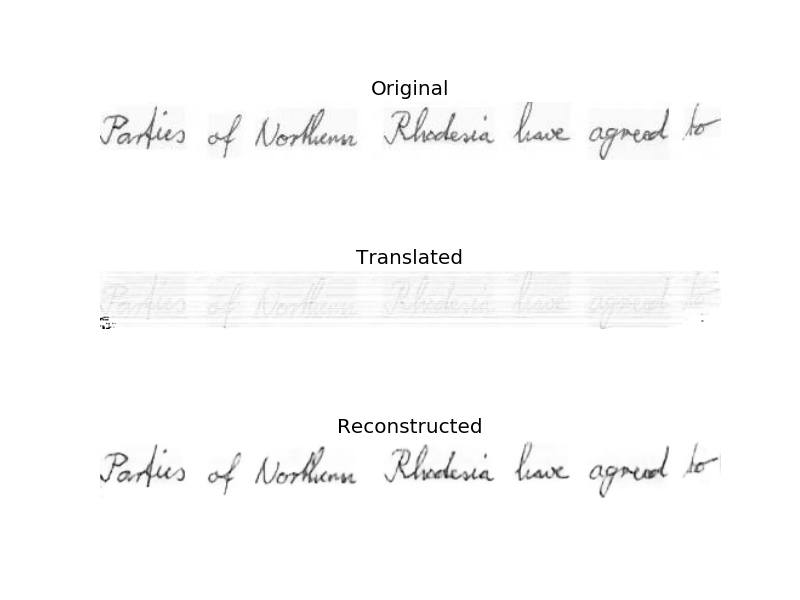 Original
Parties of Northern Rhodesia have agreed to
Translated
Parties of Northern Rhodesia have agreed to
Reconstructed
Parties of Northern Rhodesia have agreed to